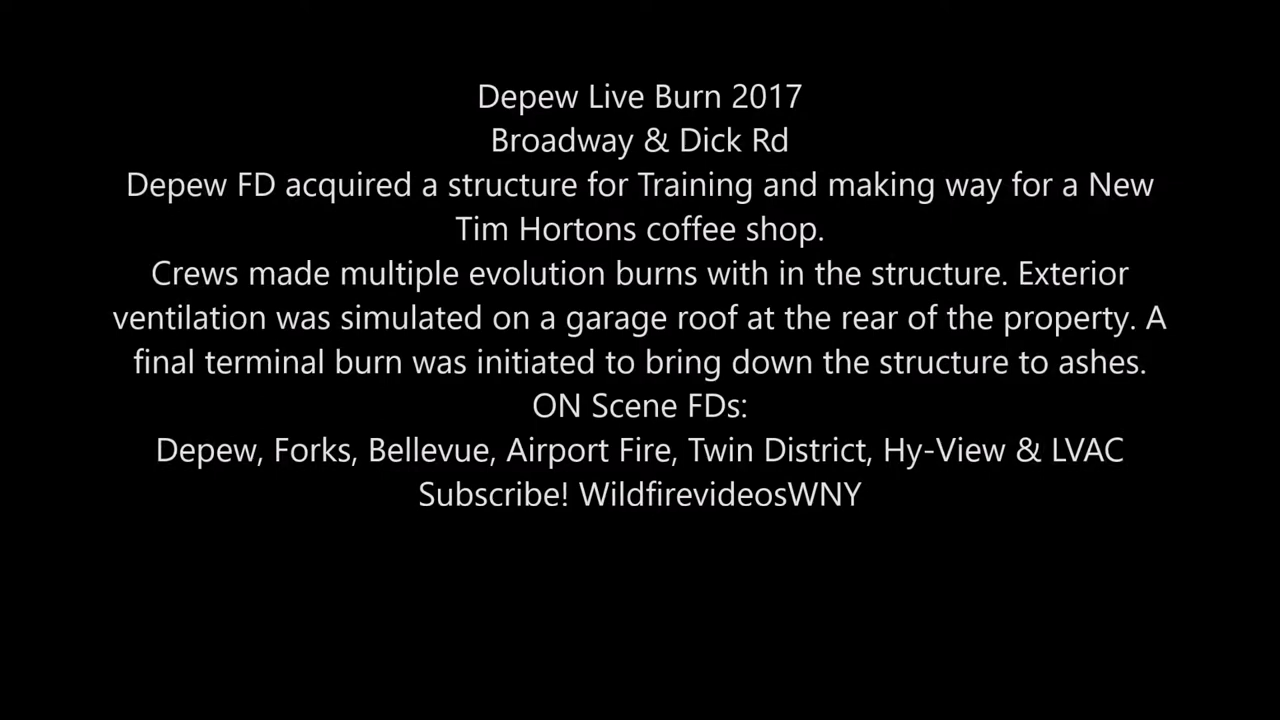 Depew Live Burn 2017
Broadway & Dick Rd
Depew FD acquired a structure for Training and making way for a New
Tim Hortons coffee shop.
Crews made multiple evolution burns with in the structure. Exterior
ventilation was simulated on a garage roof at the rear of the property. A
final terminal burn was initiated to bring down the structure to ashes.
ON Scene FDs:
Depew, Forks, Bellevue, Airport Fire, Twin District, Hy-View & LVAC
Subscribe! WildfirevideosWNY